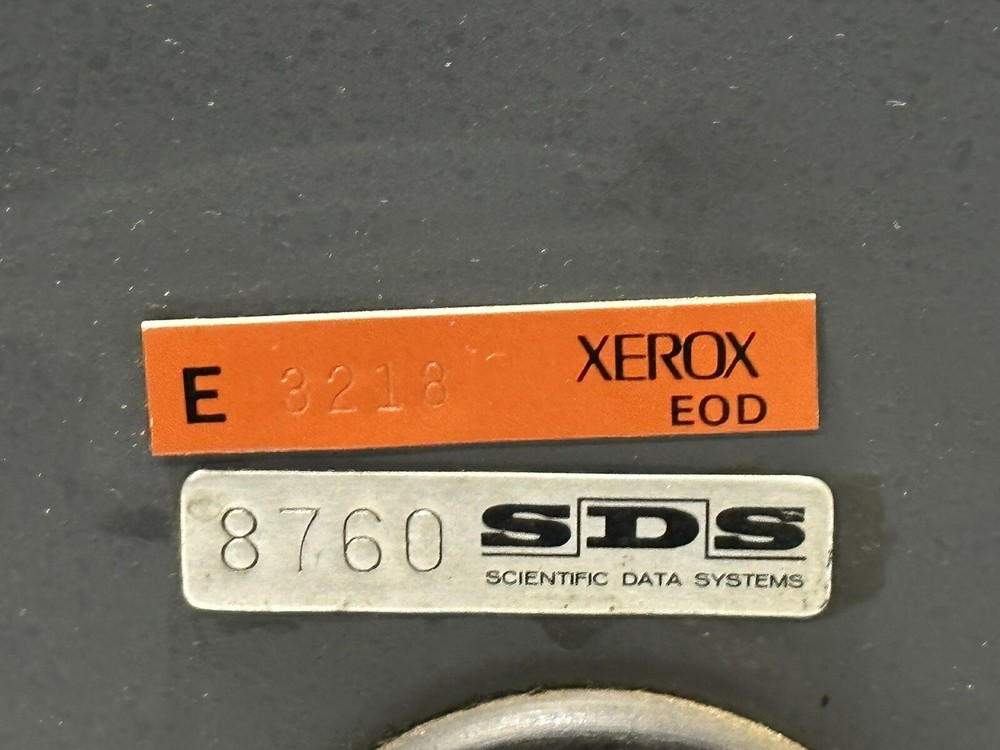 E 3218 XEROX
EOD
8760 SDS
SCIENTIFIC DATA SYSTEMS